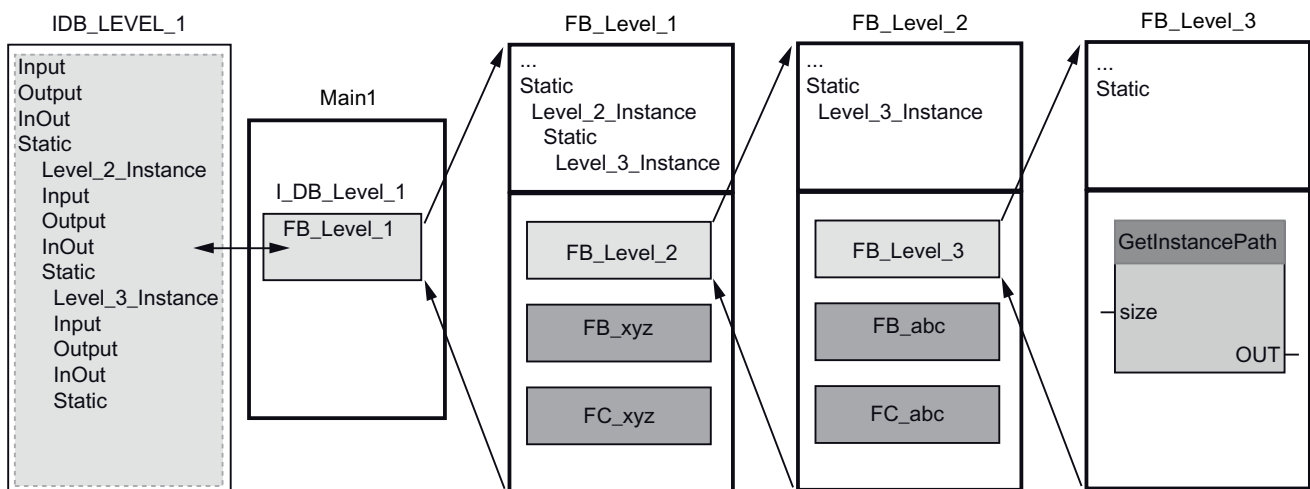 IDB_LEVEL_1
Input
Output
InOut
Static
Level_2_Instance
Input
Output
InOut
Static
Level_3_Instance
Input
Output
InOut
Static
Main1
I_DB_Level_1
FB_Level_1
FB_Level_1
...
Static
Level_2_Instance
Static
Level_3_Instance
FB_Level_2
FB_xyz
FC_xyz
FB_Level_2
...
Static
Level_3_Instance
FB_Level_3
FB_abc
FC_abc
FB_Level_3
...
Static
GetInstancePath
size
OUT